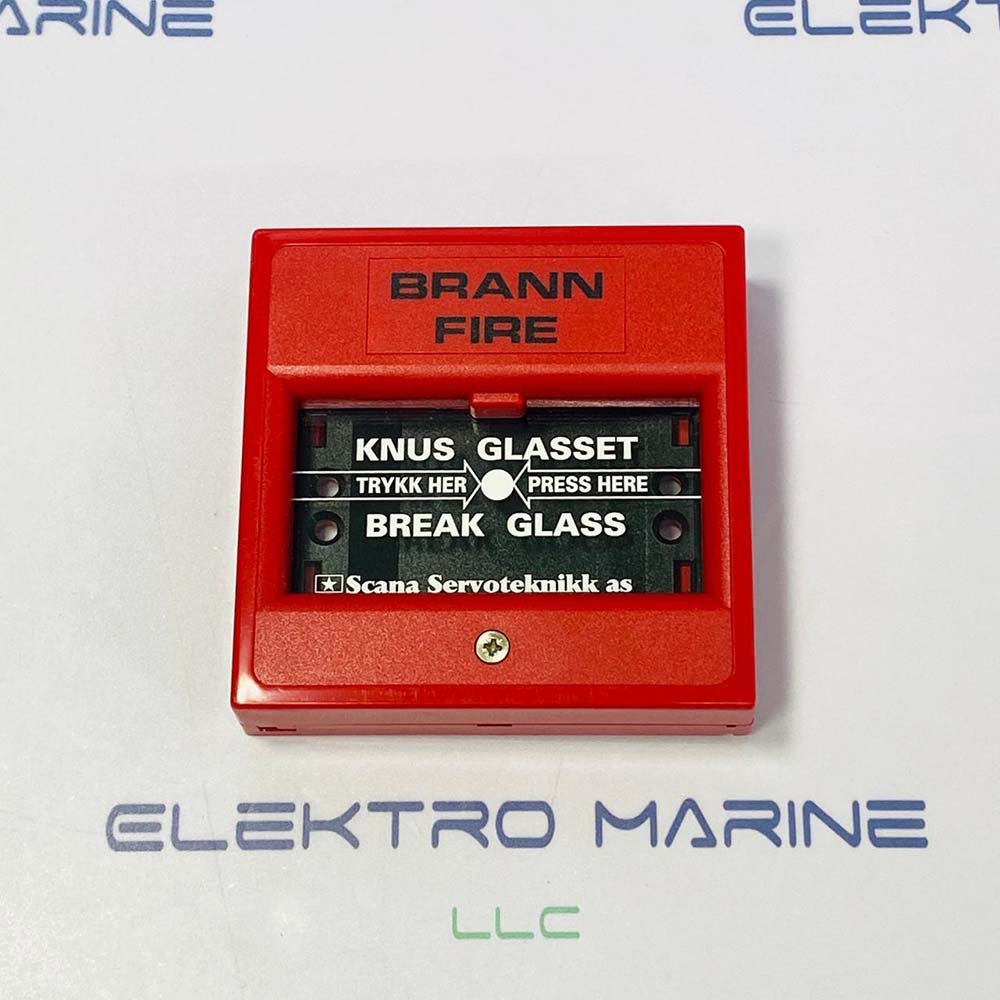 ARINE
ELEKT
BRANN
FIRE
KNUS GLASSET
TRYKK HER PRESS HERE
BREAK GLASS
Scana Servoteknikk as
ELEKTRO MARINE
LLC